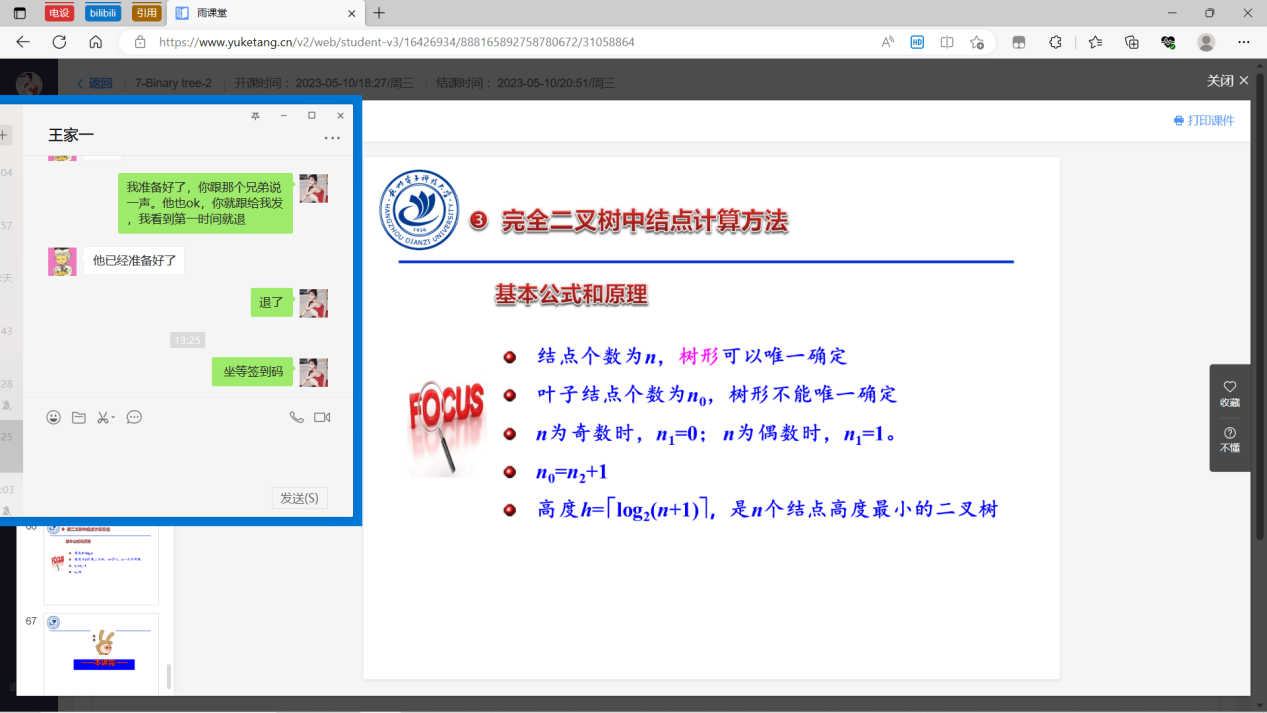 电设
bilibili
引用
雨课堂
https://www.yuketang.cn/v2/web/student-v3/16426934/888165892758780672/31058864
返回
7-Binary tree-2
开课时间： 2023-05-10/18:27/周三
结课时间： 2023-05-10/20:51/周三
关闭
打印课件
王家一
我准备好了，你跟那个兄弟说
一声。他也ok，你就跟给我发
，我看到第一时间就退
他已经准备好了
退了
13:25
坐等签到码
发送(S)
HANGZHOU DIANZI UNIVERSITY
1956
3 完全二叉树中结点计算方法
基本公式和原理
FOCUS
结点个数为n，树形可以唯一确定
叶子结点个数为n0，树形不能唯一确定
n为奇数时，n1=0；n为偶数时，n1=1。
n0=n2+1
高度h=⌈log2(n+1)⌉，是n个结点高度最小的二叉树
收藏
不懂
67